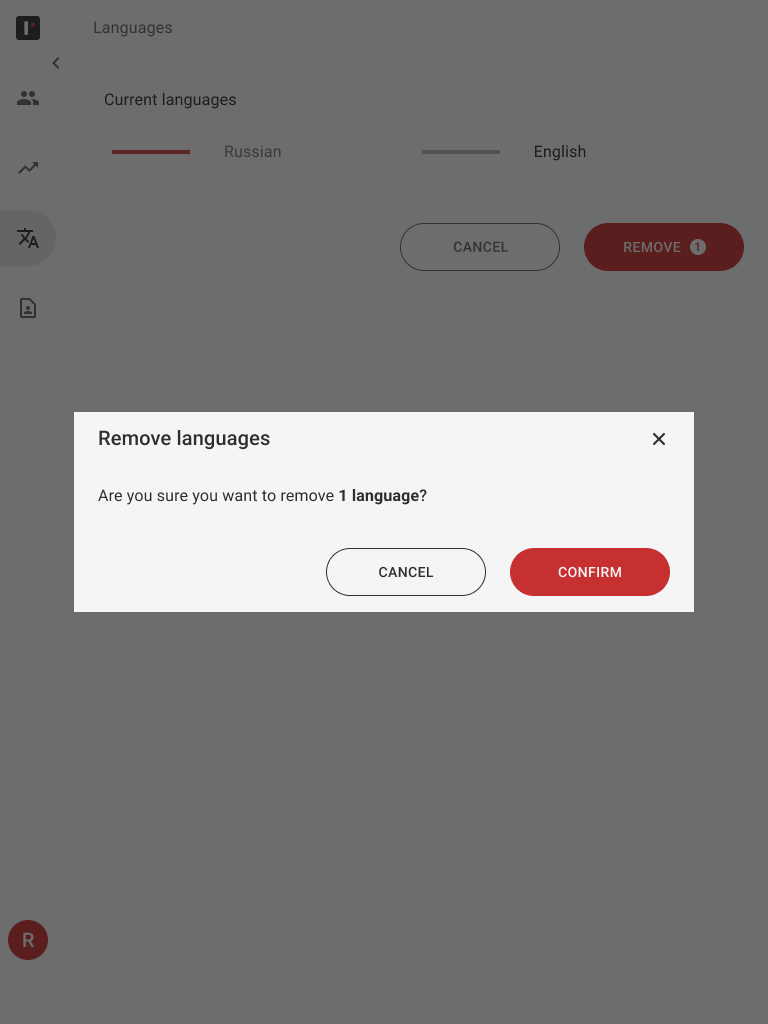 Languages
Current languages
Russian
English
CANCEL
REMOVE 1
Remove languages
Are you sure you want to remove 1 language?
CANCEL
CONFIRM
R